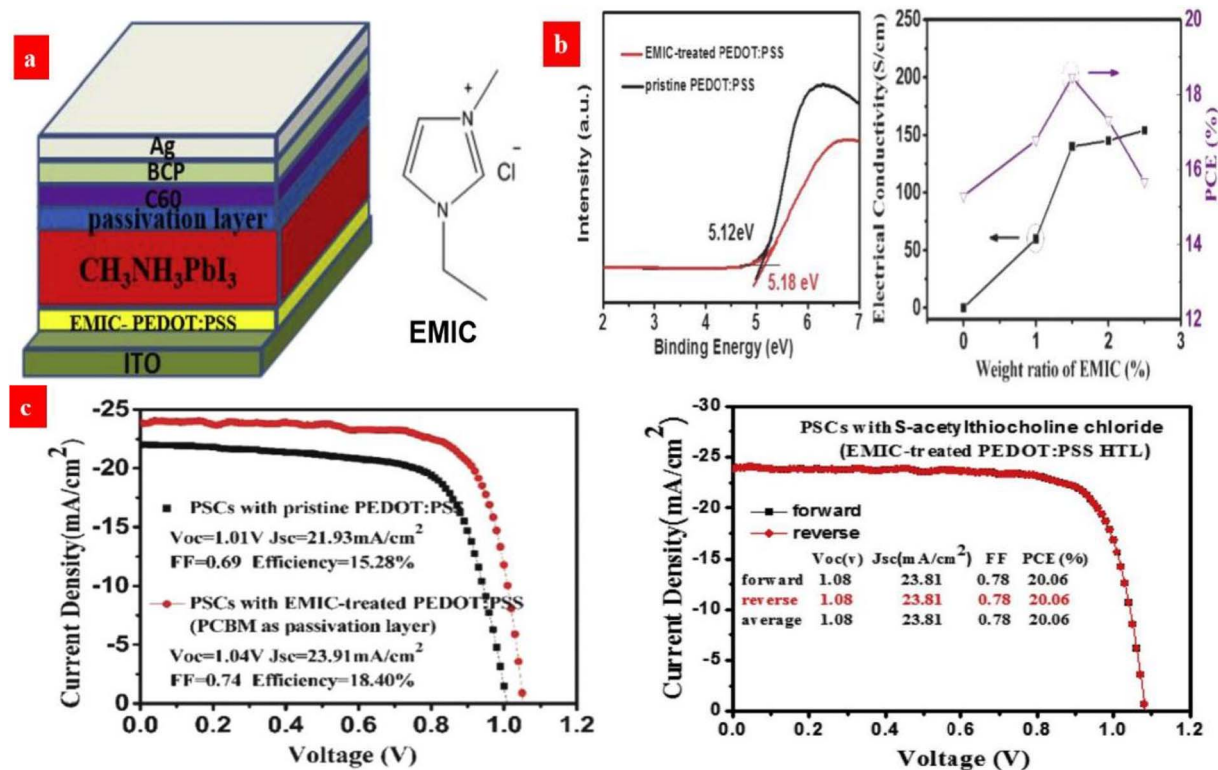 a
Ag
BCP
C60
passivation layer
CH₃NH₃PbI₃
EMIC- PEDOT:PSS
ITO
N
+
Cl
−
N
EMIC
b
EMIC-treated PEDOT:PSS
pristine PEDOT:PSS
Intensity (a.u.)
5.12eV
5.18 eV
2 3 4 5 6 7
Binding Energy (eV)
Electrical Conductivity(S/cm)
250
200
150
100
50
0
20
18
16
14
12
PCE (%)
0 1 2 3
Weight ratio of EMIC (%)
c
Current Density(mA/cm²)
-25
-20
-15
-10
-5
0
PSCs with pristine PEDOT:PSS
Voc=1.01V Jsc=21.93mA/cm²
FF=0.69 Efficiency=15.28%
PSCs with EMIC-treated PEDOT:PSS
(PCBM as passivation layer)
Voc=1.04V Jsc=23.91mA/cm²
FF=0.74 Efficiency=18.40%
0.0 0.2 0.4 0.6 0.8 1.0 1.2
Voltage (V)
Current Density(mA/cm²)
-30
-25
-20
-15
-10
-5
0
PSCs with S-acetylthiocholine chloride
(EMIC-treated PEDOT:PSS HTL)
forward
reverse
Voc(v) Jsc(mA/cm²) FF PCE (%)
forward 1.08 23.81 0.78 20.06
reverse 1.08 23.81 0.78 20.06
average 1.08 23.81 0.78 20.06
0.0 0.2 0.4 0.6 0.8 1.0 1.2
Voltage (V)